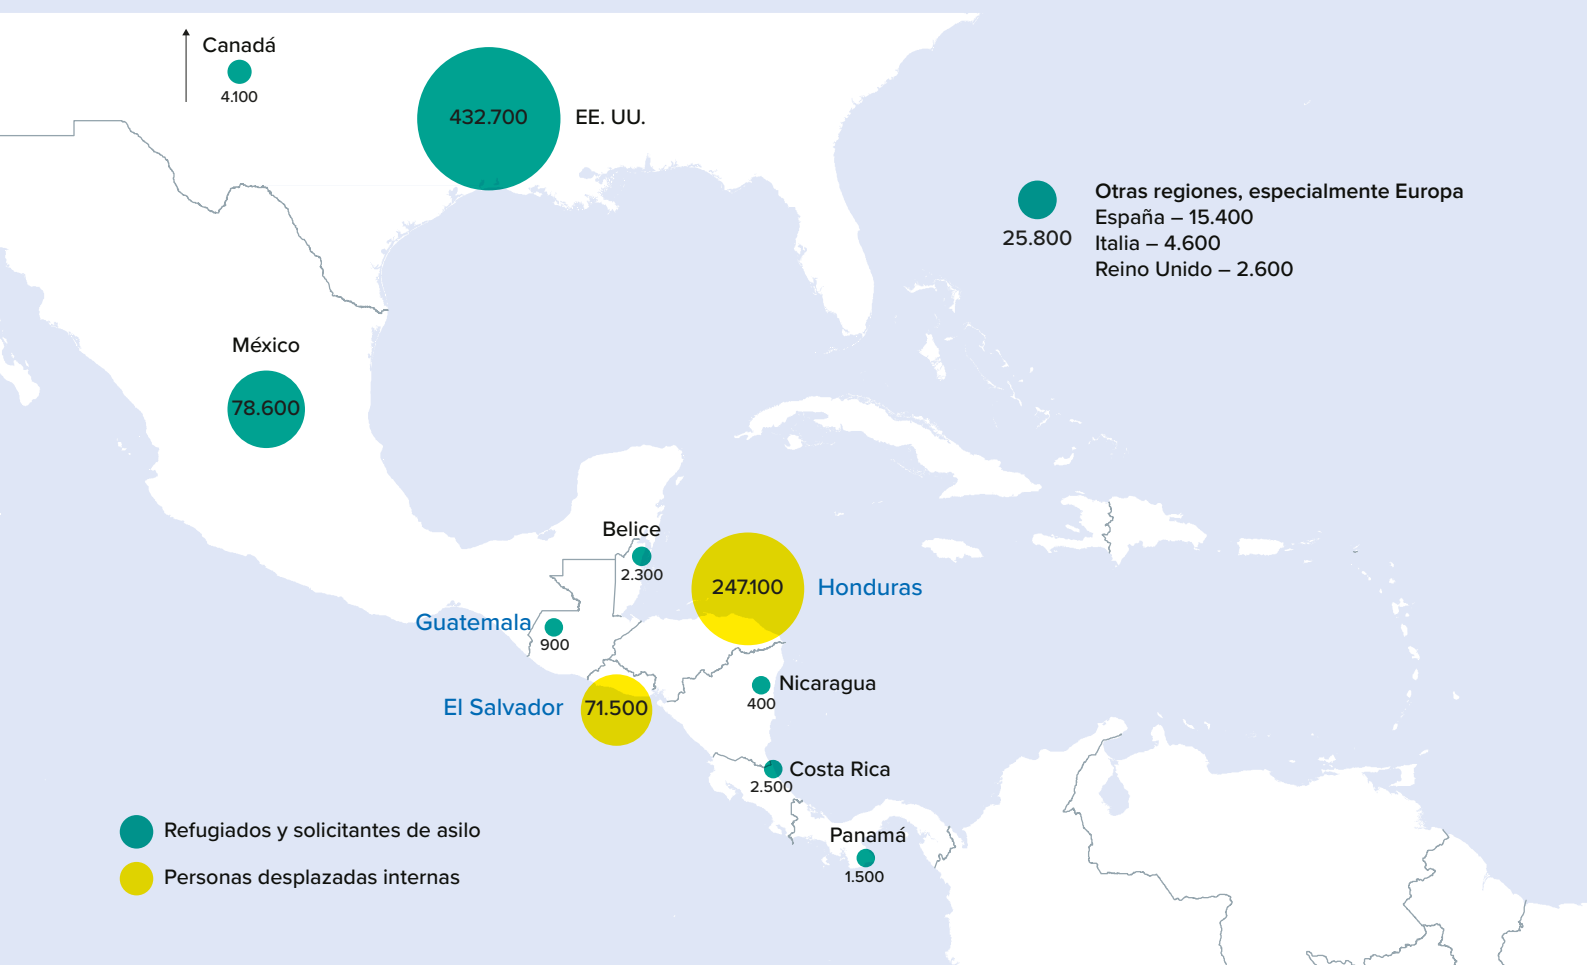 Canadá
4.100
432.700
EE. UU.
25.800
Otras regiones, especialmente Europa
España – 15.400
Italia – 4.600
Reino Unido – 2.600
México
78.600
Belice
2.300
247.100
Honduras
Guatemala
900
El Salvador
71.500
Nicaragua
400
Costa Rica
2.500
Panamá
1.500
Refugiados y solicitantes de asilo
Personas desplazadas internas